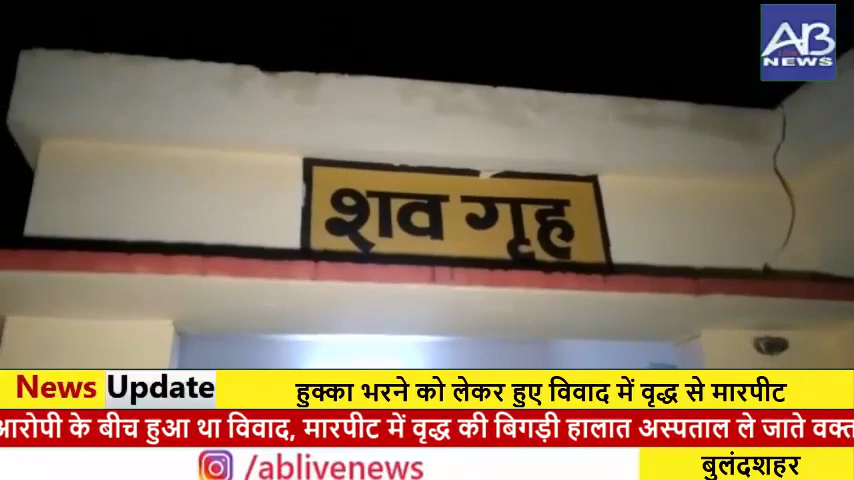 AB
NEWS
शव गृह
News Update
हुक्का भरने को लेकर हुए विवाद में वृद्ध से मारपीट
आरोपी के बीच हुआ था विवाद, मारपीट में वृद्ध की बिगड़ी हालात अस्पताल ले जाते वक्त
/ablivenews
बुलंदशहर